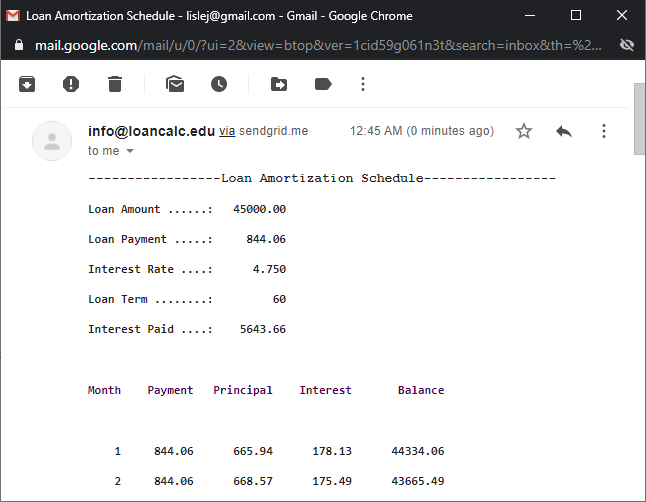 Loan Amortization Schedule - lislej@gmail.com - Gmail - Google Chrome
mail.google.com/mail/u/0/?ui=2&view=btop&ver=1cid59g061n3t&search=inbox&th=%2...
info@loancalc.edu via sendgrid.me 12:45 AM (0 minutes ago)
to me
-----------------Loan Amortization Schedule-----------------
Loan Amount ......: 45000.00
Loan Payment .....: 844.06
Interest Rate ....: 4.750
Loan Term ........: 60
Interest Paid ....: 5643.66
Month Payment Principal Interest Balance
1 844.06 665.94 178.13 44334.06
2 844.06 668.57 175.49 43665.49